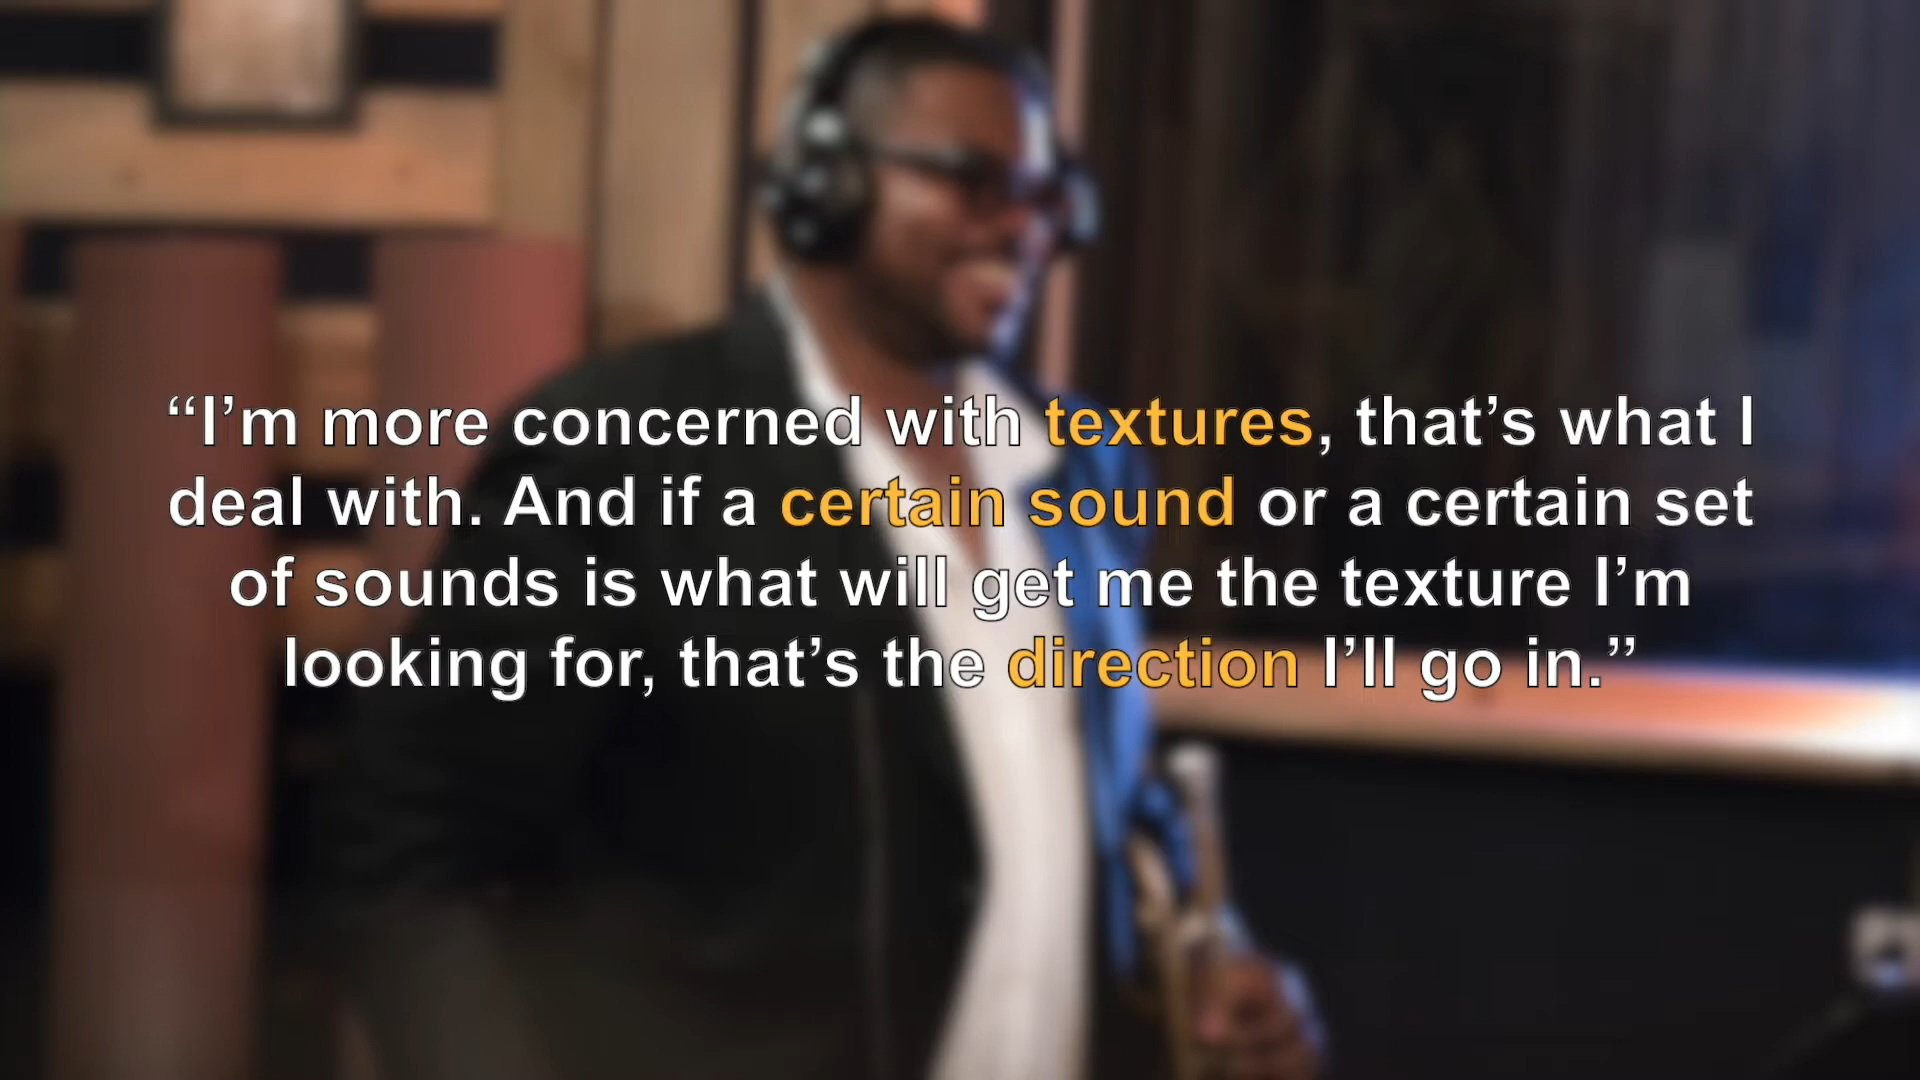 “I’m more concerned with textures, that’s what I
deal with. And if a certain sound or a certain set
of sounds is what will get me the texture I’m
looking for, that’s the direction I’ll go in.”